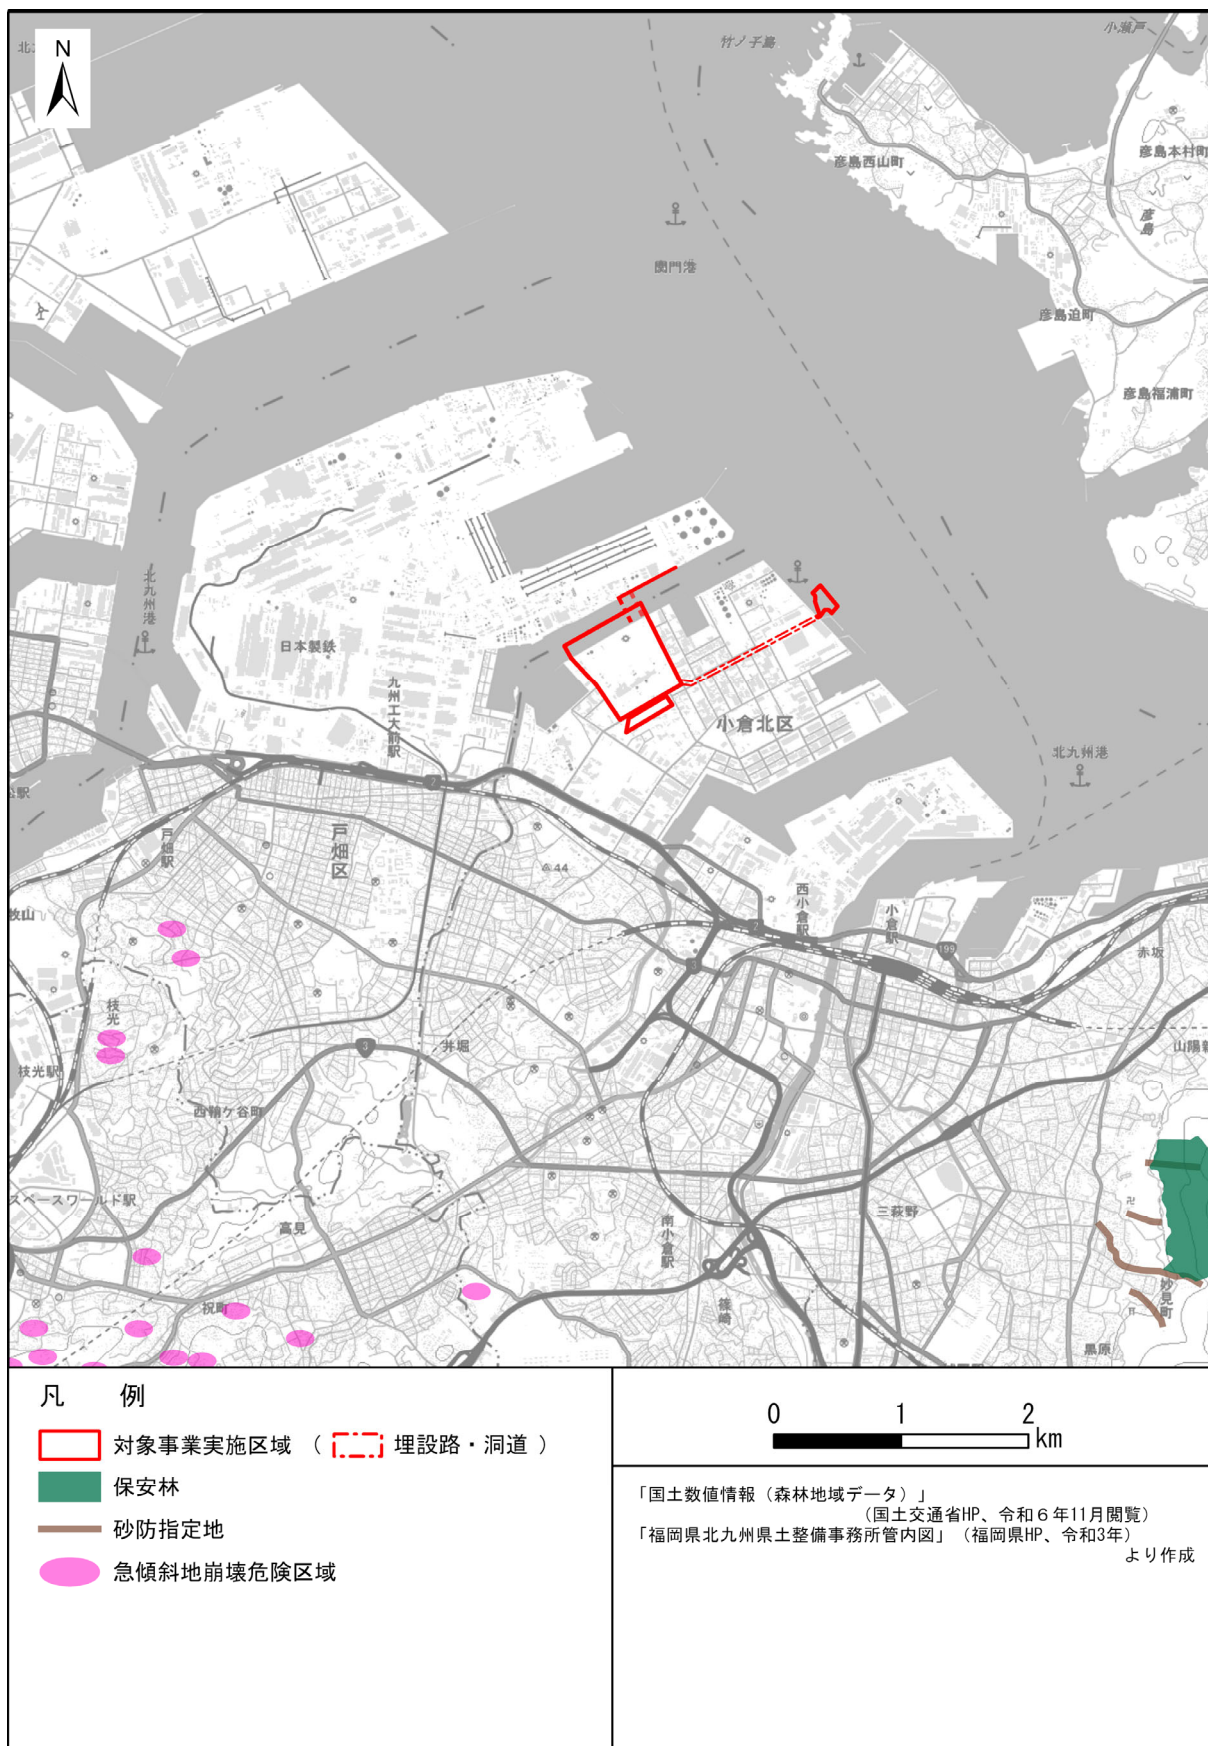 N
竹ノ子島
小瀬戸
彦島西山町
彦島本村町
彦島
関門港
彦島迫町
彦島福浦町
北九州港
日本製鉄
九州工大前駅
小倉北区
北九州港
戸畑駅
戸畑区
44
西小倉駅
小倉駅
199
赤坂
牧山
枝光
枝光駅
3
井堀
西鞘ケ谷町
スペースワールド駅
高見
南小倉駅
三萩野
祝町
篠崎
妙見町
黒原
凡 例
対象事業実施区域 ( 埋設路・洞道 )
保安林
砂防指定地
急傾斜地崩壊危険区域
0 1 2
km
「国土数値情報(森林地域データ)」
(国土交通省HP、令和6年11月閲覧)
「福岡県北九州県土整備事務所管内図」(福岡県HP、令和3年)
より作成